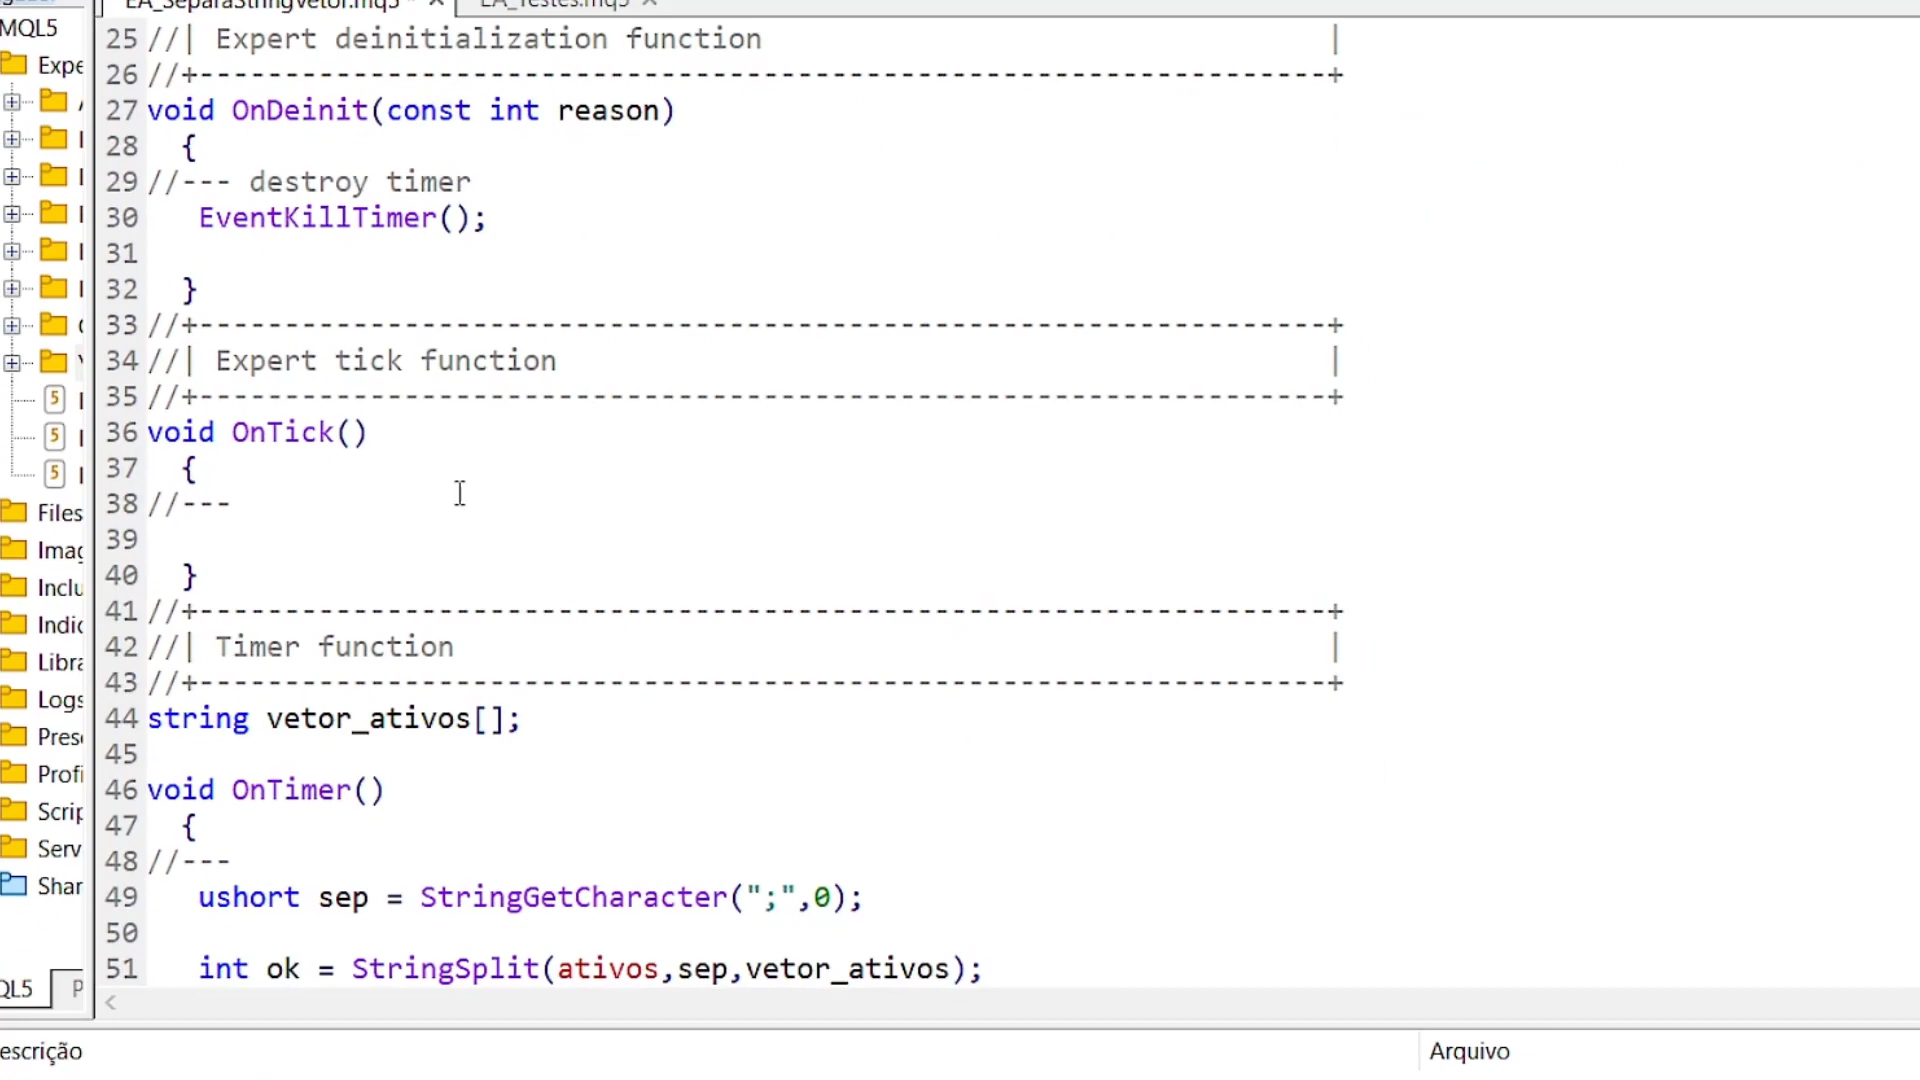 EA_SeparaStringVetor.mq5 *
EA_Testes.mq5
MQL5
Expe
Files
Imag
Inclu
Indic
Libra
Logs
Pres
Profi
Scrip
Serv
Shar
QL5
P
25 //| Expert deinitialization function |
26 //+------------------------------------------------------------------+
27 void OnDeinit(const int reason)
28 {
29 //--- destroy timer
30 EventKillTimer();
31
32 }
33 //+------------------------------------------------------------------+
34 //| Expert tick function |
35 //+------------------------------------------------------------------+
36 void OnTick()
37 {
38 //---
39
40 }
41 //+------------------------------------------------------------------+
42 //| Timer function |
43 //+------------------------------------------------------------------+
44 string vetor_ativos[];
45
46 void OnTimer()
47 {
48 //---
49 ushort sep = StringGetCharacter(";",0);
50
51 int ok = StringSplit(ativos,sep,vetor_ativos);
escrição
Arquivo